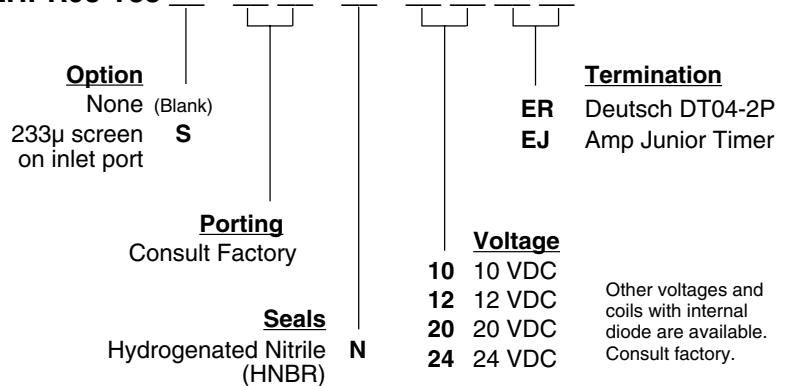 Option
None (Blank)
233µ screen S
on inlet port
Porting
Consult Factory
Seals
Hydrogenated Nitrile N
(HNBR)
Termination
ER Deutsch DT04-2P
EJ Amp Junior Timer
Voltage
10 10 VDC
12 12 VDC
20 20 VDC
24 24 VDC
Other voltages and
coils with internal
diode are available.
Consult factory.